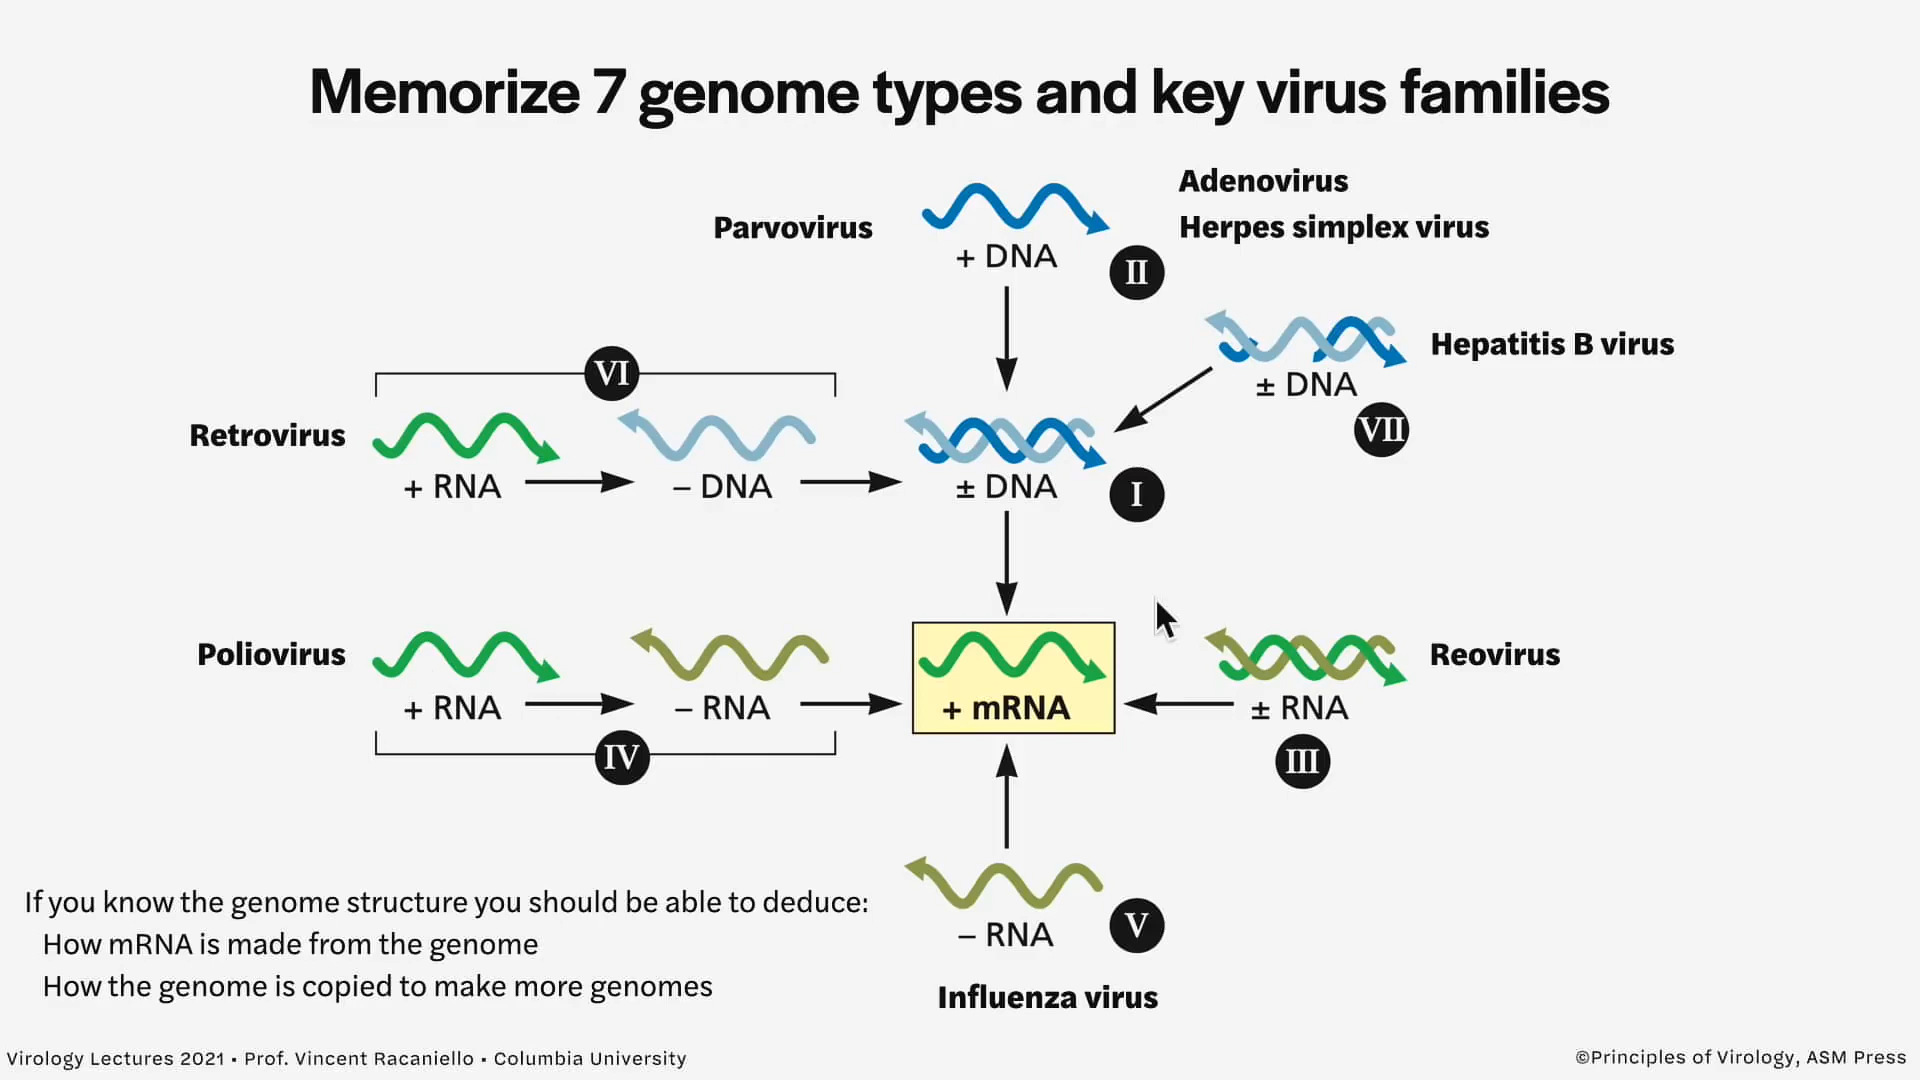 Memorize 7 genome types and key virus families
Adenovirus
Parvovirus
Herpes simplex virus
+ DNA
II
Hepatitis B virus
± DNA
VII
VI
Retrovirus
+ RNA
– DNA
± DNA
I
Poliovirus
+ RNA
– RNA
+ mRNA
± RNA
Reovirus
IV
III
– RNA
V
Influenza virus
If you know the genome structure you should be able to deduce:
How mRNA is made from the genome
How the genome is copied to make more genomes
Virology Lectures 2021 • Prof. Vincent Racaniello • Columbia University
©Principles of Virology, ASM Press